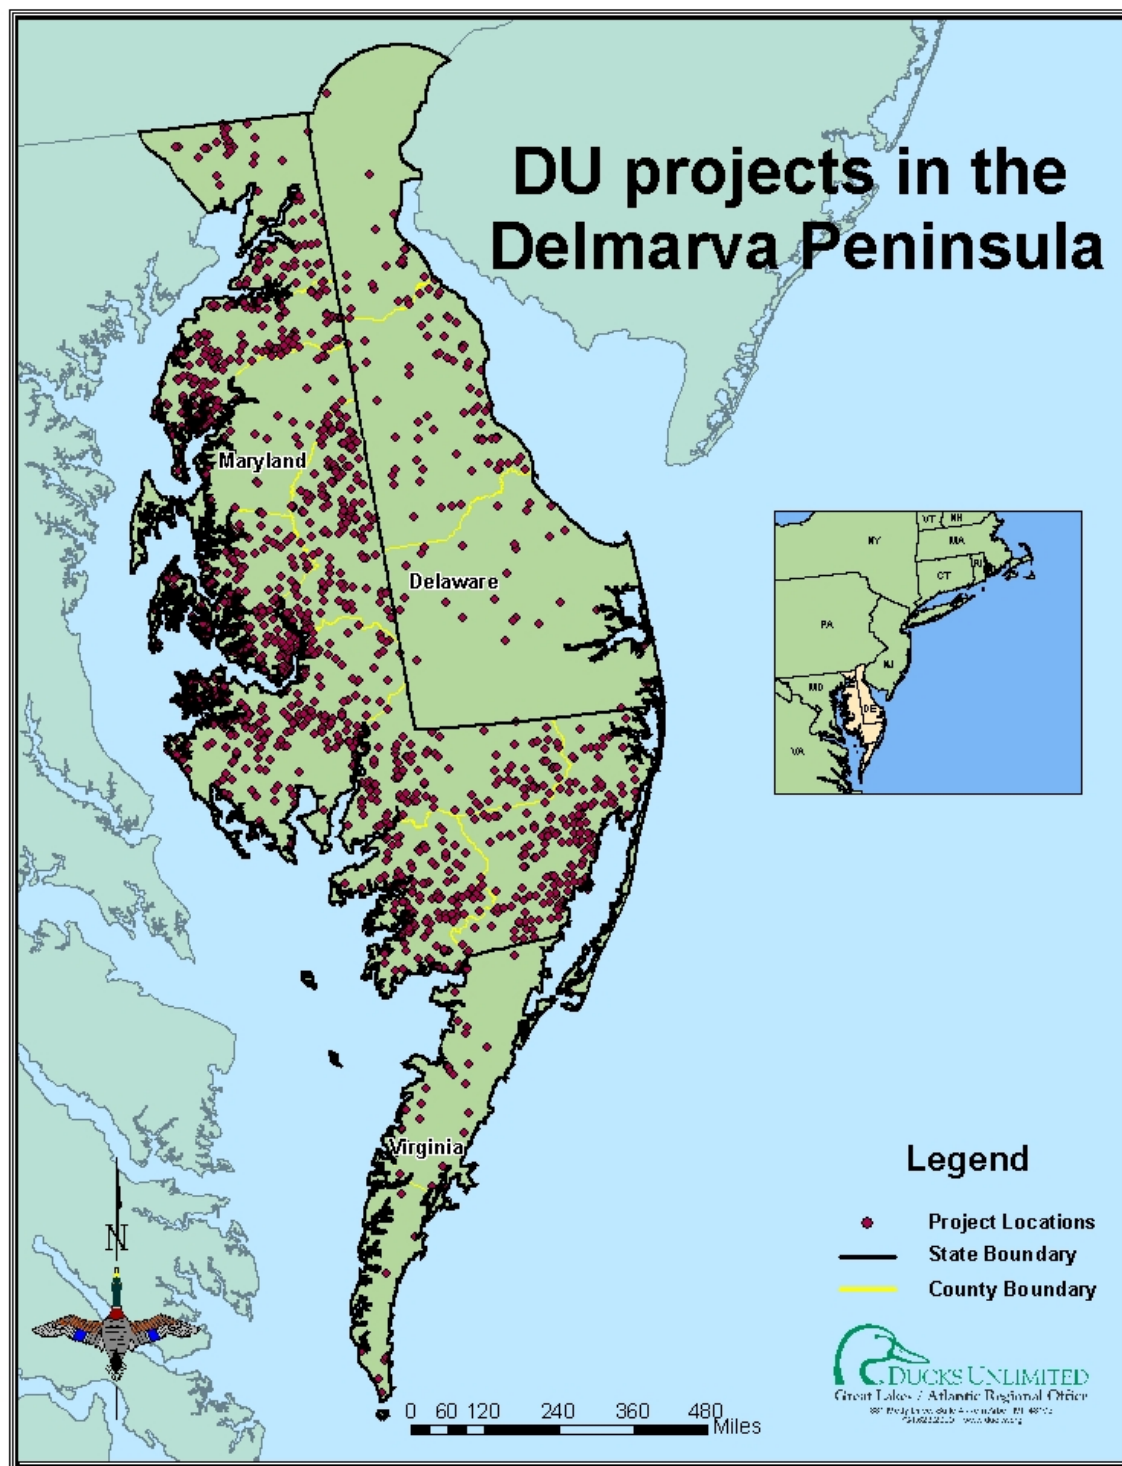 DU projects in the
Delmarva Peninsula
Maryland
Delaware
Virginia
VT
NH
NY
MA
CT
RI
PA
NJ
MD
DE
VA
Legend
Project Locations
State Boundary
County Boundary
N
DUCKS UNLIMITED
Great Lakes / Atlantic Regional Office
0 60 120 240 360 480
Miles